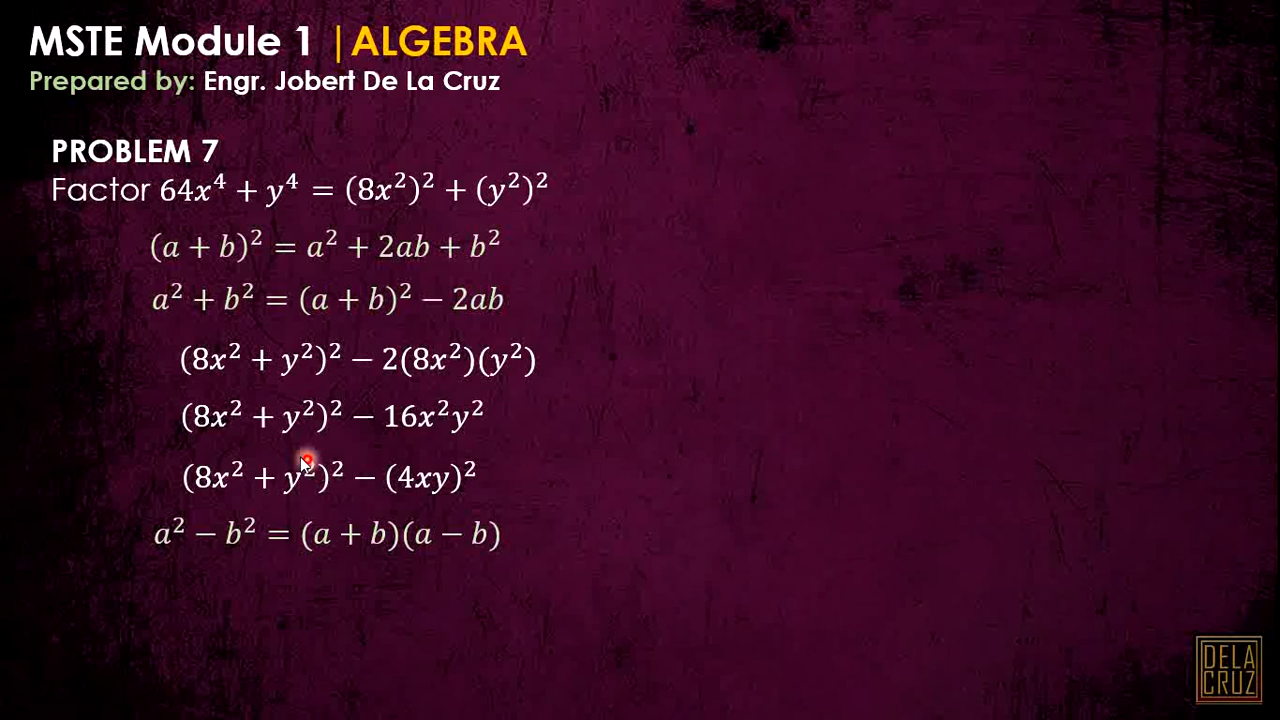 MSTE Module 1 |ALGEBRA
Prepared by: Engr. Jobert De La Cruz
PROBLEM 7
Factor 64x⁴ + y⁴ = (8x²)² + (y²)²
(a + b)² = a² + 2ab + b²
a² + b² = (a + b)² − 2ab
(8x² + y²)² − 2(8x²)(y²)
(8x² + y²)² − 16x²y²
(8x² + y²)² − (4xy)²
a² − b² = (a + b)(a − b)
DELA
CRUZ